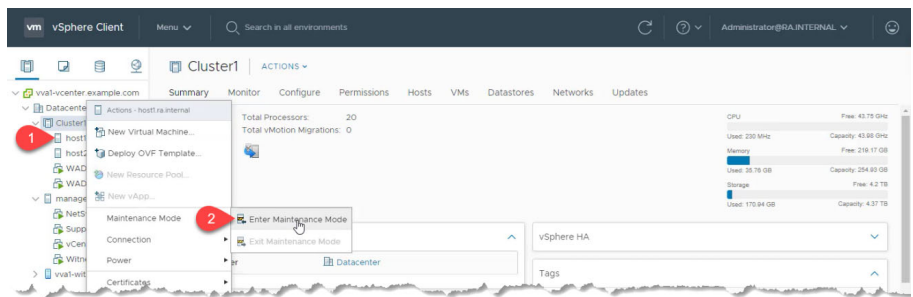 vm vSphere Client Menu Search in all environments Administrator@RA.INTERNAL
Cluster1 ACTIONS
vva1-vcenter.example.com
Summary Monitor Configure Permissions Hosts VMs Datastores Networks Updates
Datacente
Actions - host1.ra.internal
Cluster1
Total Processors: 20
Total vMotion Migrations: 0
CPU Free: 43.75 GHz
Used: 230 MHz Capacity: 43.98 GHz
1
host1
New Virtual Machine...
host2
Deploy OVF Template...
Memory Free: 219.17 GB
Used: 35.76 GB Capacity: 254.93 GB
WAD
New Resource Pool...
WAD
New vApp...
Storage Free: 4.2 TB
Used: 170.94 GB Capacity: 4.37 TB
manage
NetS
Maintenance Mode
2
Enter Maintenance Mode
Supp
Connection
Exit Maintenance Mode
vSphere HA
vCen
Power
er Datacenter
Witn
Tags
vva1-wit
Certificates